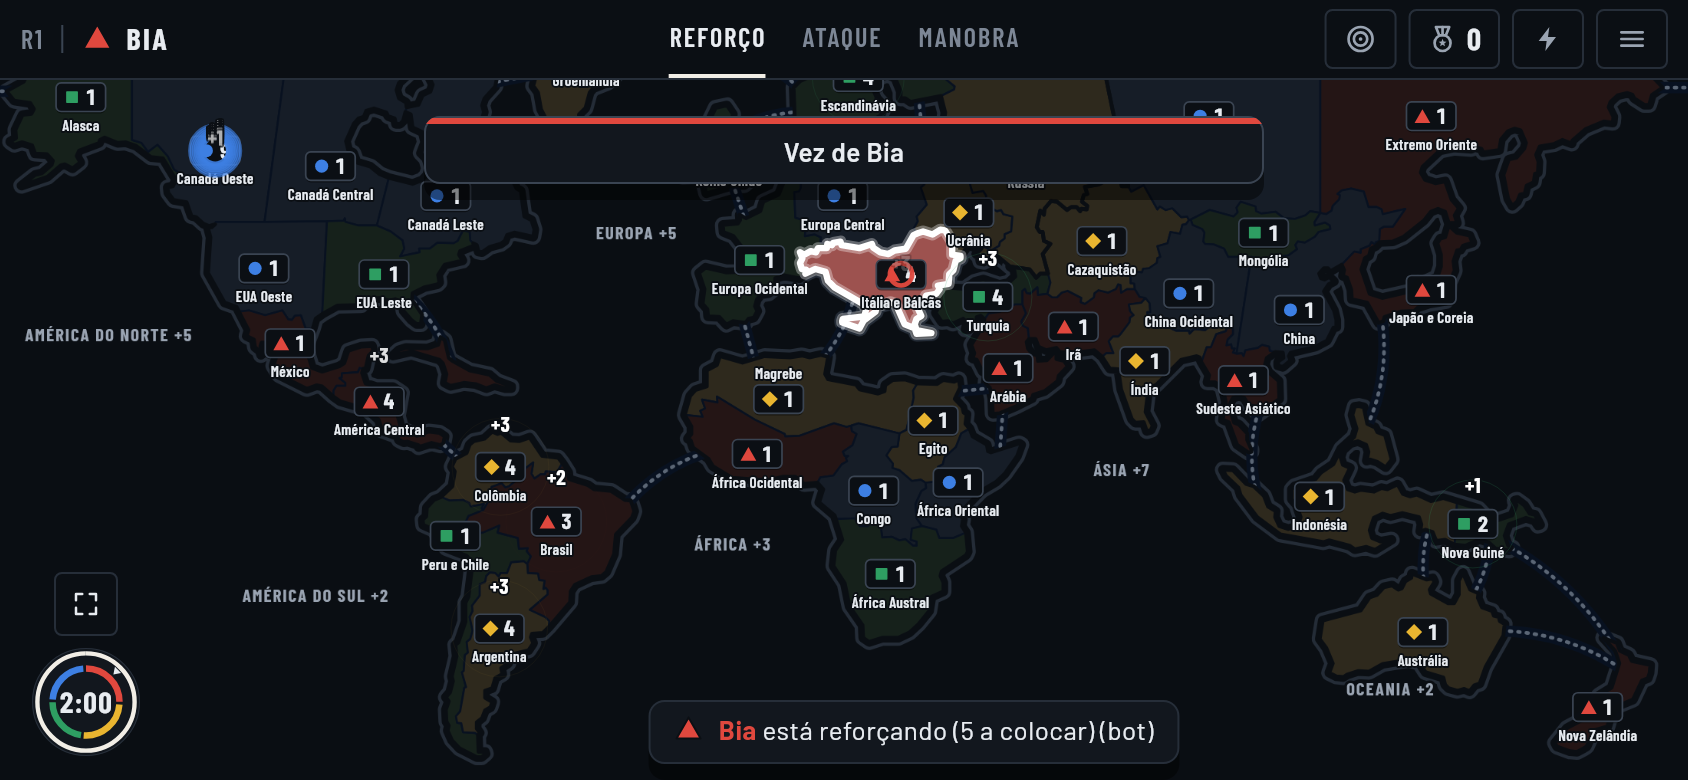 R1
BIA
REFORÇO
ATAQUE
MANOBRA
0
Groenlândia
4
Escandinávia
1
Alasca
1
1
Extremo Oriente
Vez de Bia
+1
Canadá Oeste
1
Canadá Central
1
Canadá Leste
Rússia
EUROPA +5
1
Europa Central
1
Ucrânia
+3
1
Cazaquistão
1
Mongólia
1
EUA Oeste
1
EUA Leste
1
Europa Ocidental
4
Itália e Bálcãs
4
Turquia
1
China Ocidental
1
China
1
Japão e Coreia
AMÉRICA DO NORTE +5
1
México
+3
4
América Central
1
Irã
1
Índia
1
Arábia
1
Sudeste Asiático
Magrebe
1
1
Egito
+3
4
Colômbia
+2
3
Brasil
1
África Ocidental
1
Congo
1
África Oriental
ÁSIA +7
1
Indonésia
+1
2
Nova Guiné
1
Peru e Chile
ÁFRICA +3
1
África Austral
AMÉRICA DO SUL +2
+3
4
Argentina
1
Austrália
OCEANIA +2
1
Nova Zelândia
2:00
Bia está reforçando (5 a colocar) (bot)